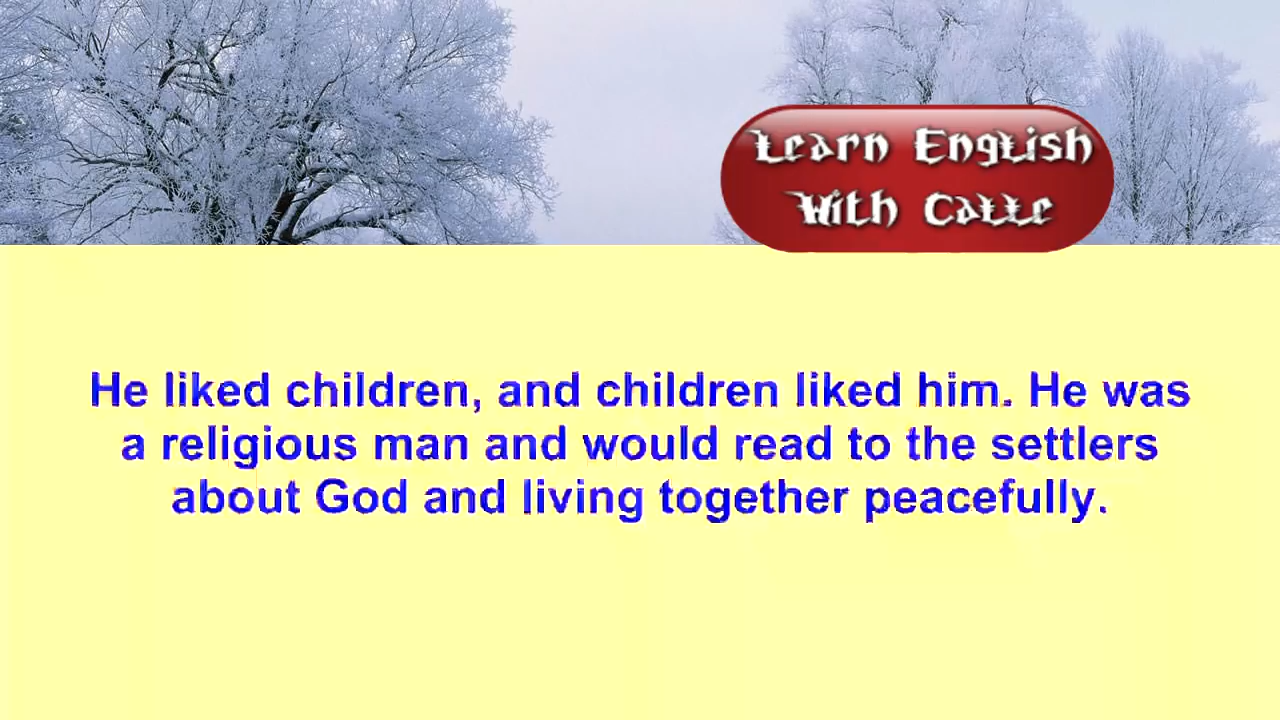 Learn English
With
He liked children, and children liked him. He was
a religious man and would read to the settlers
about God and living together peacefully.